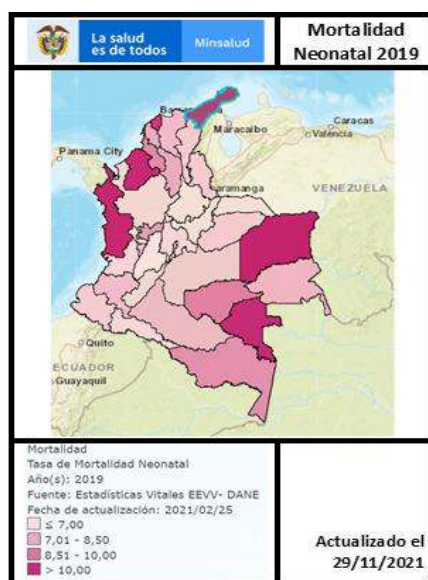 La salud
es de todos
Minsalud
Mortalidad
Neonatal 2019
Maracaibo
Caracas
Valencia
Panama City
aramanga
VENEZUELA
Quito
ECUADOR
Guayaquil
Mortalidad
Tasa de Mortalidad Neonatal
Año(s): 2019
Fuente: Estadísticas Vitales EEVV- DANE
Fecha de actualización: 2021/02/25
≤ 7,00
7,01 - 8,50
8,51 - 10,00
> 10,00
Actualizado el
29/11/2021